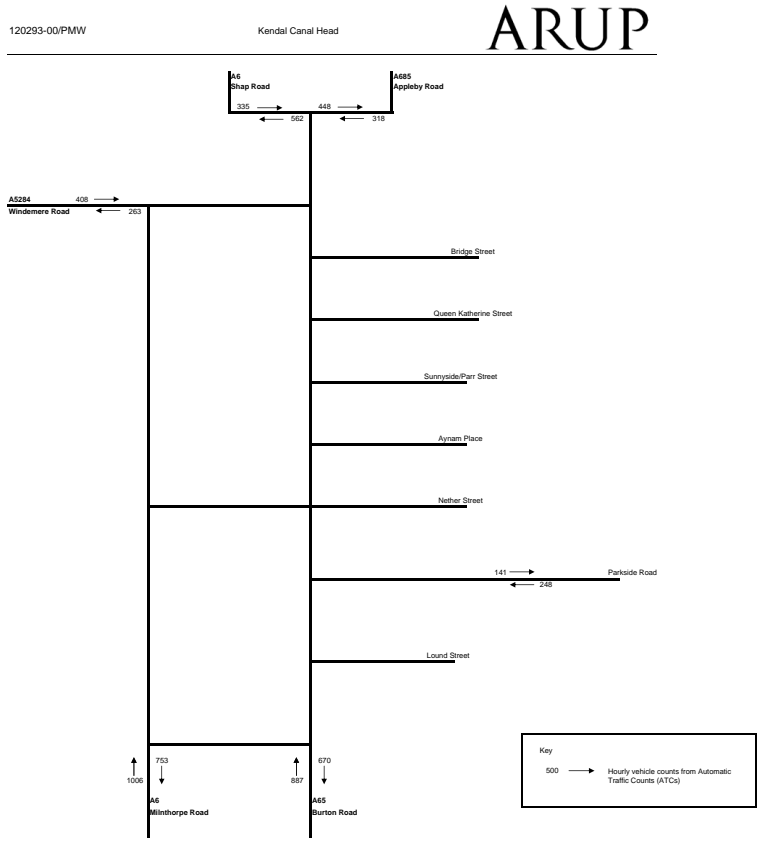 120293-00/PMW
Kendal Canal Head
ARUP
A6
Shap Road
A685
Appleby Road
335
448
562
318
A5284
408
Windemere Road
263
Bridge Street
Queen Katherine Street
Sunnyside/Parr Street
Aynam Place
Nether Street
141
Parkside Road
248
Lound Street
Key
500
Hourly vehicle counts from Automatic
Traffic Counts (ATCs)
753
670
1006
887
A6
Milnthorpe Road
A65
Burton Road